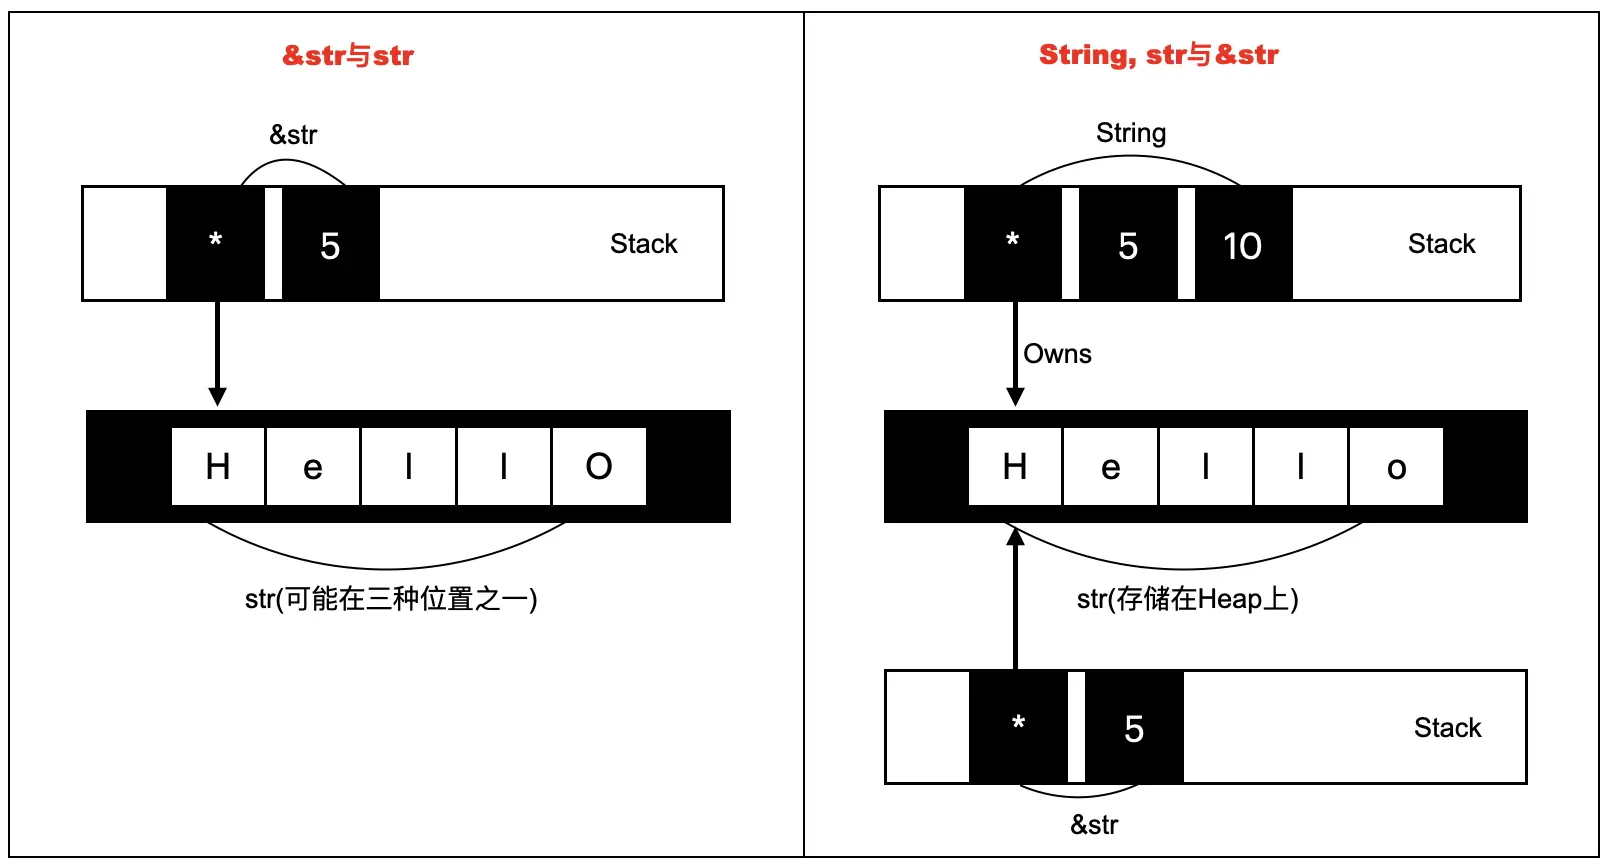 &str与str
&str
* 5 Stack
H e l l O
str(可能在三种位置之一)
String, str与&str
String
* 5 10 Stack
Owns
H e l l o
str(存储在Heap上)
* 5 Stack
&str